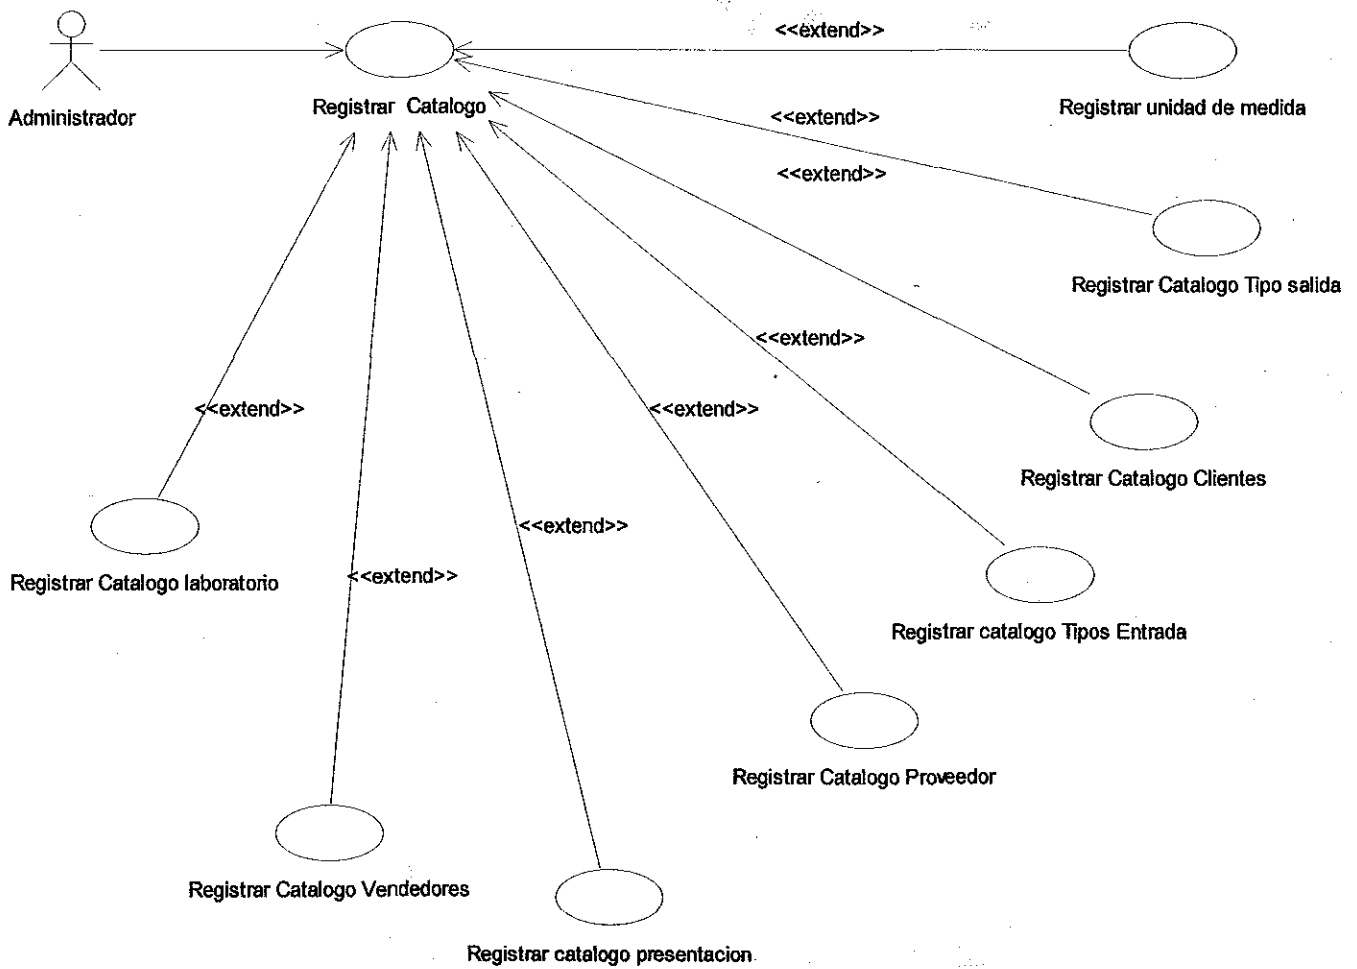 <<extend>>
Administrador
Registrar Catalogo
Registrar unidad de medida
<<extend>>
<<extend>>
Registrar Catalogo Tipo salida
<<extend>>
<<extend>>
<<extend>>
Registrar Catalogo Clientes
<<extend>>
Registrar Catalogo laboratorio
<<extend>>
Registrar catalogo Tipos Entrada
Registrar Catalogo Proveedor
Registrar Catalogo Vendedores
Registrar catalogo presentacion